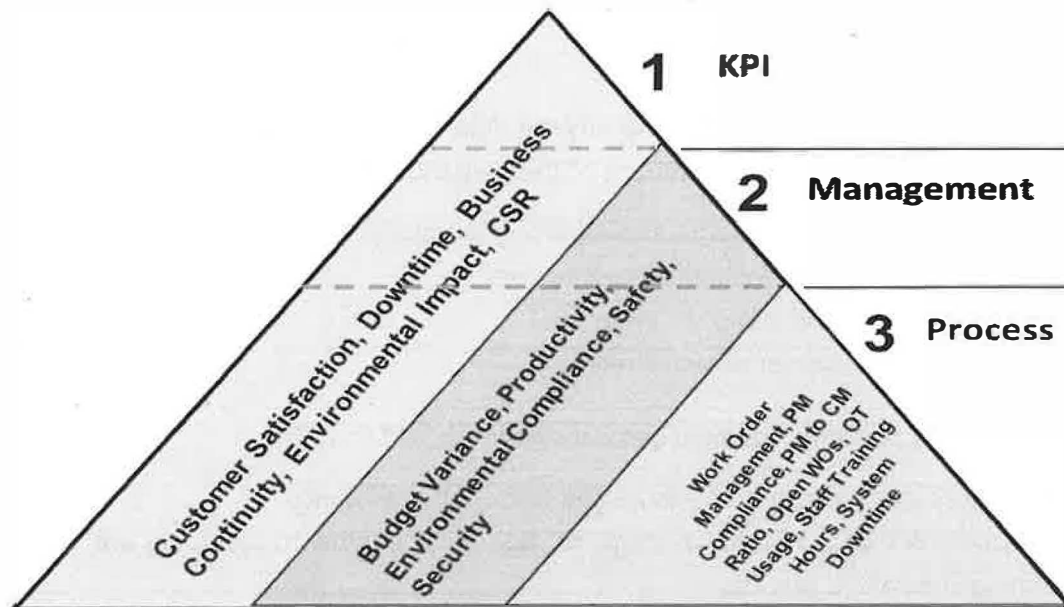 1 KPI
2 Management
3 Process
Customer Satisfaction, Downtime, Business
Continuity, Environmental Impact, CSR
Budget Variance, Productivity,
Environmental Compliance, Safety,
Security
Work Order
Management, PM
Compliance, PM to CM
Ratio, Open WOs, OT
Usage, Staff Training
Hours, System
Downtime